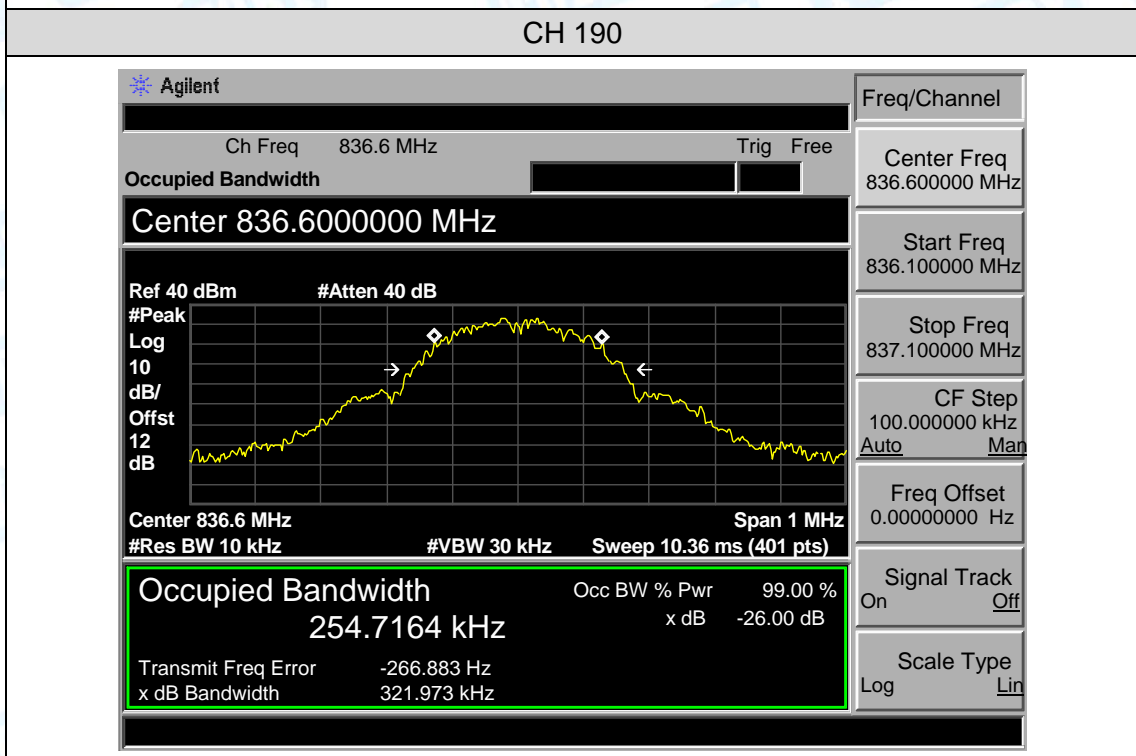 CH 190
Agilent
Freq/Channel
Ch Freq 836.6 MHz Trig Free
Occupied Bandwidth
Center Freq
836.600000 MHz
Center 836.6000000 MHz
Start Freq
836.100000 MHz
Ref 40 dBm #Atten 40 dB
#Peak
Log
10
dB/
Offst
12
dB
Stop Freq
837.100000 MHz
CF Step
100.000000 kHz
Auto Man
Freq Offset
0.00000000 Hz
Center 836.6 MHz Span 1 MHz
#Res BW 10 kHz #VBW 30 kHz Sweep 10.36 ms (401 pts)
Occupied Bandwidth
254.7164 kHz
Occ BW % Pwr 99.00 %
x dB -26.00 dB
Transmit Freq Error -266.883 Hz
x dB Bandwidth 321.973 kHz
Signal Track
On Off
Scale Type
Log Lin